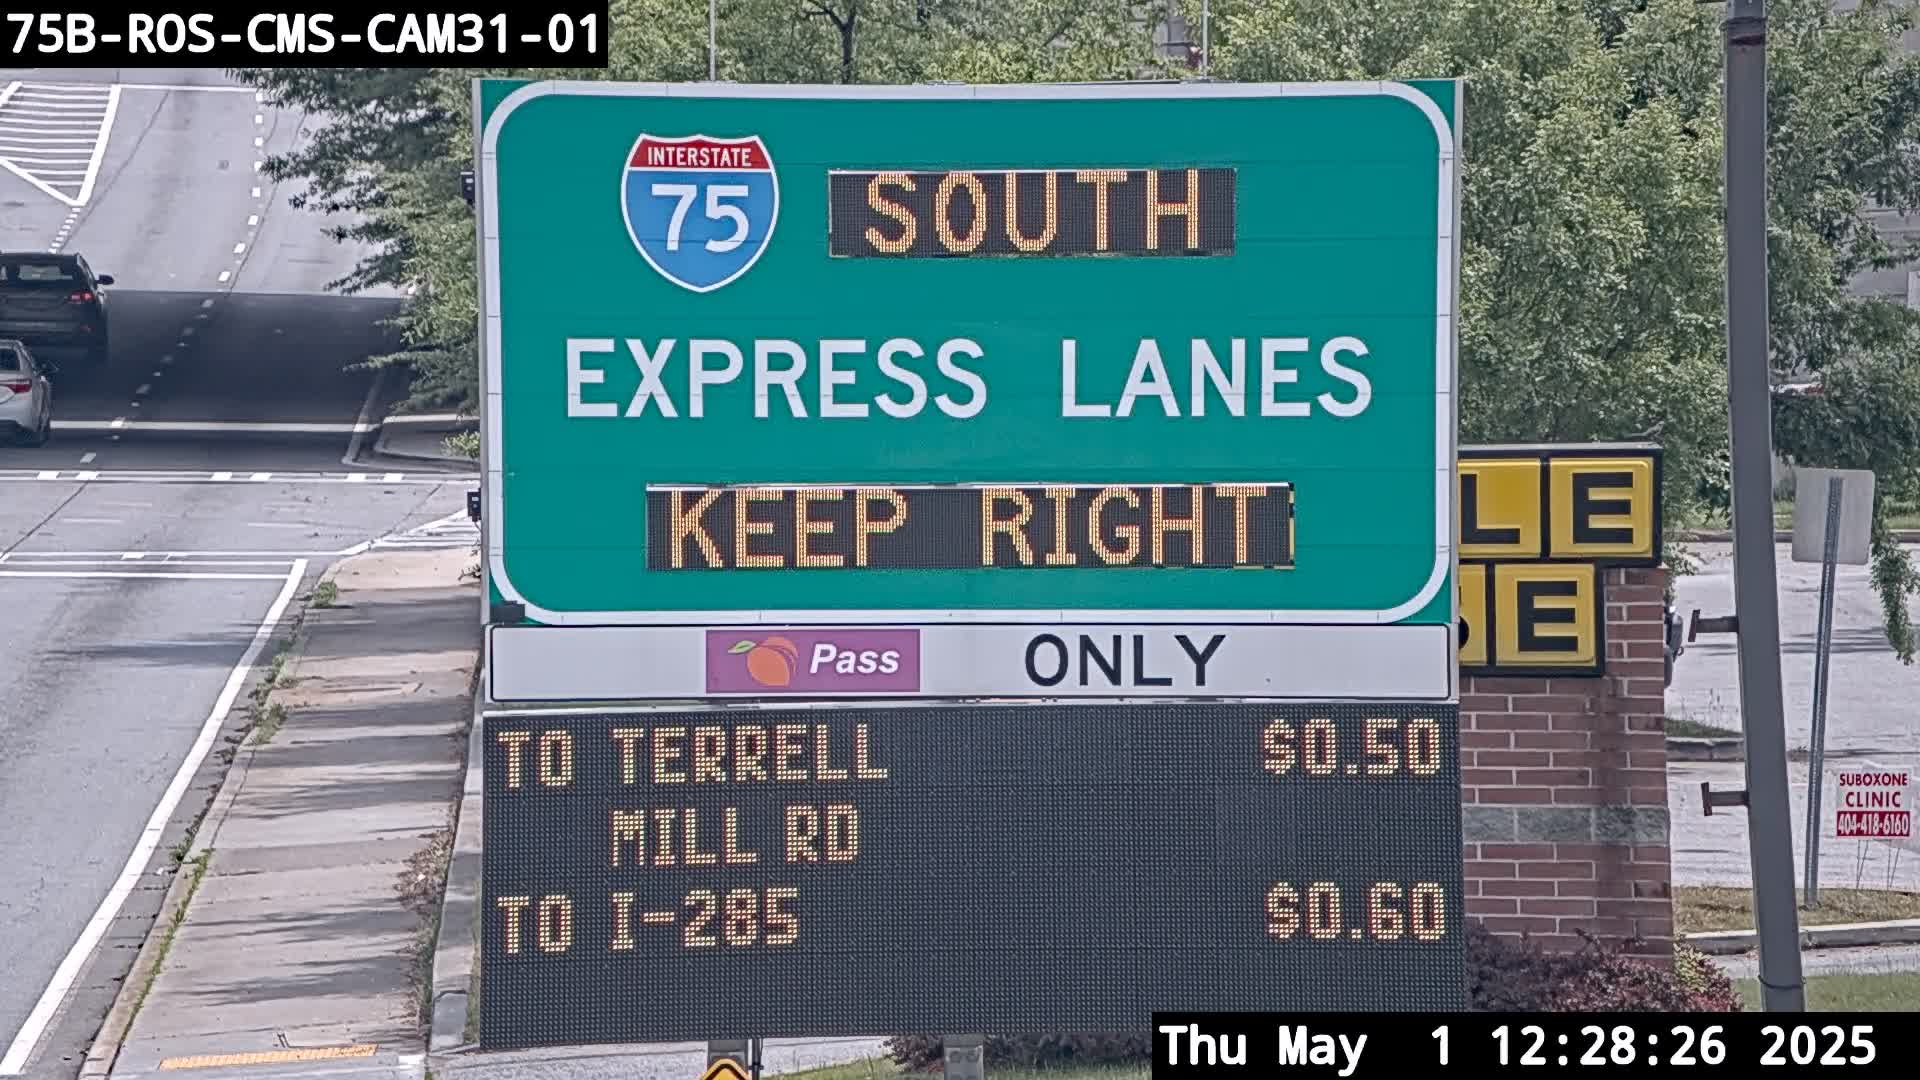 75B-ROS-CMS-CAM31-01
INTERSTATE
75
SOUTH
EXPRESS LANES
KEEP RIGHT
Pass ONLY
TO TERRELL $0.50
MILL RD
TO I-285 $0.60
LE
E
SUBOXONE
CLINIC
404-418-6160
Thu May 1 12:28:26 2025